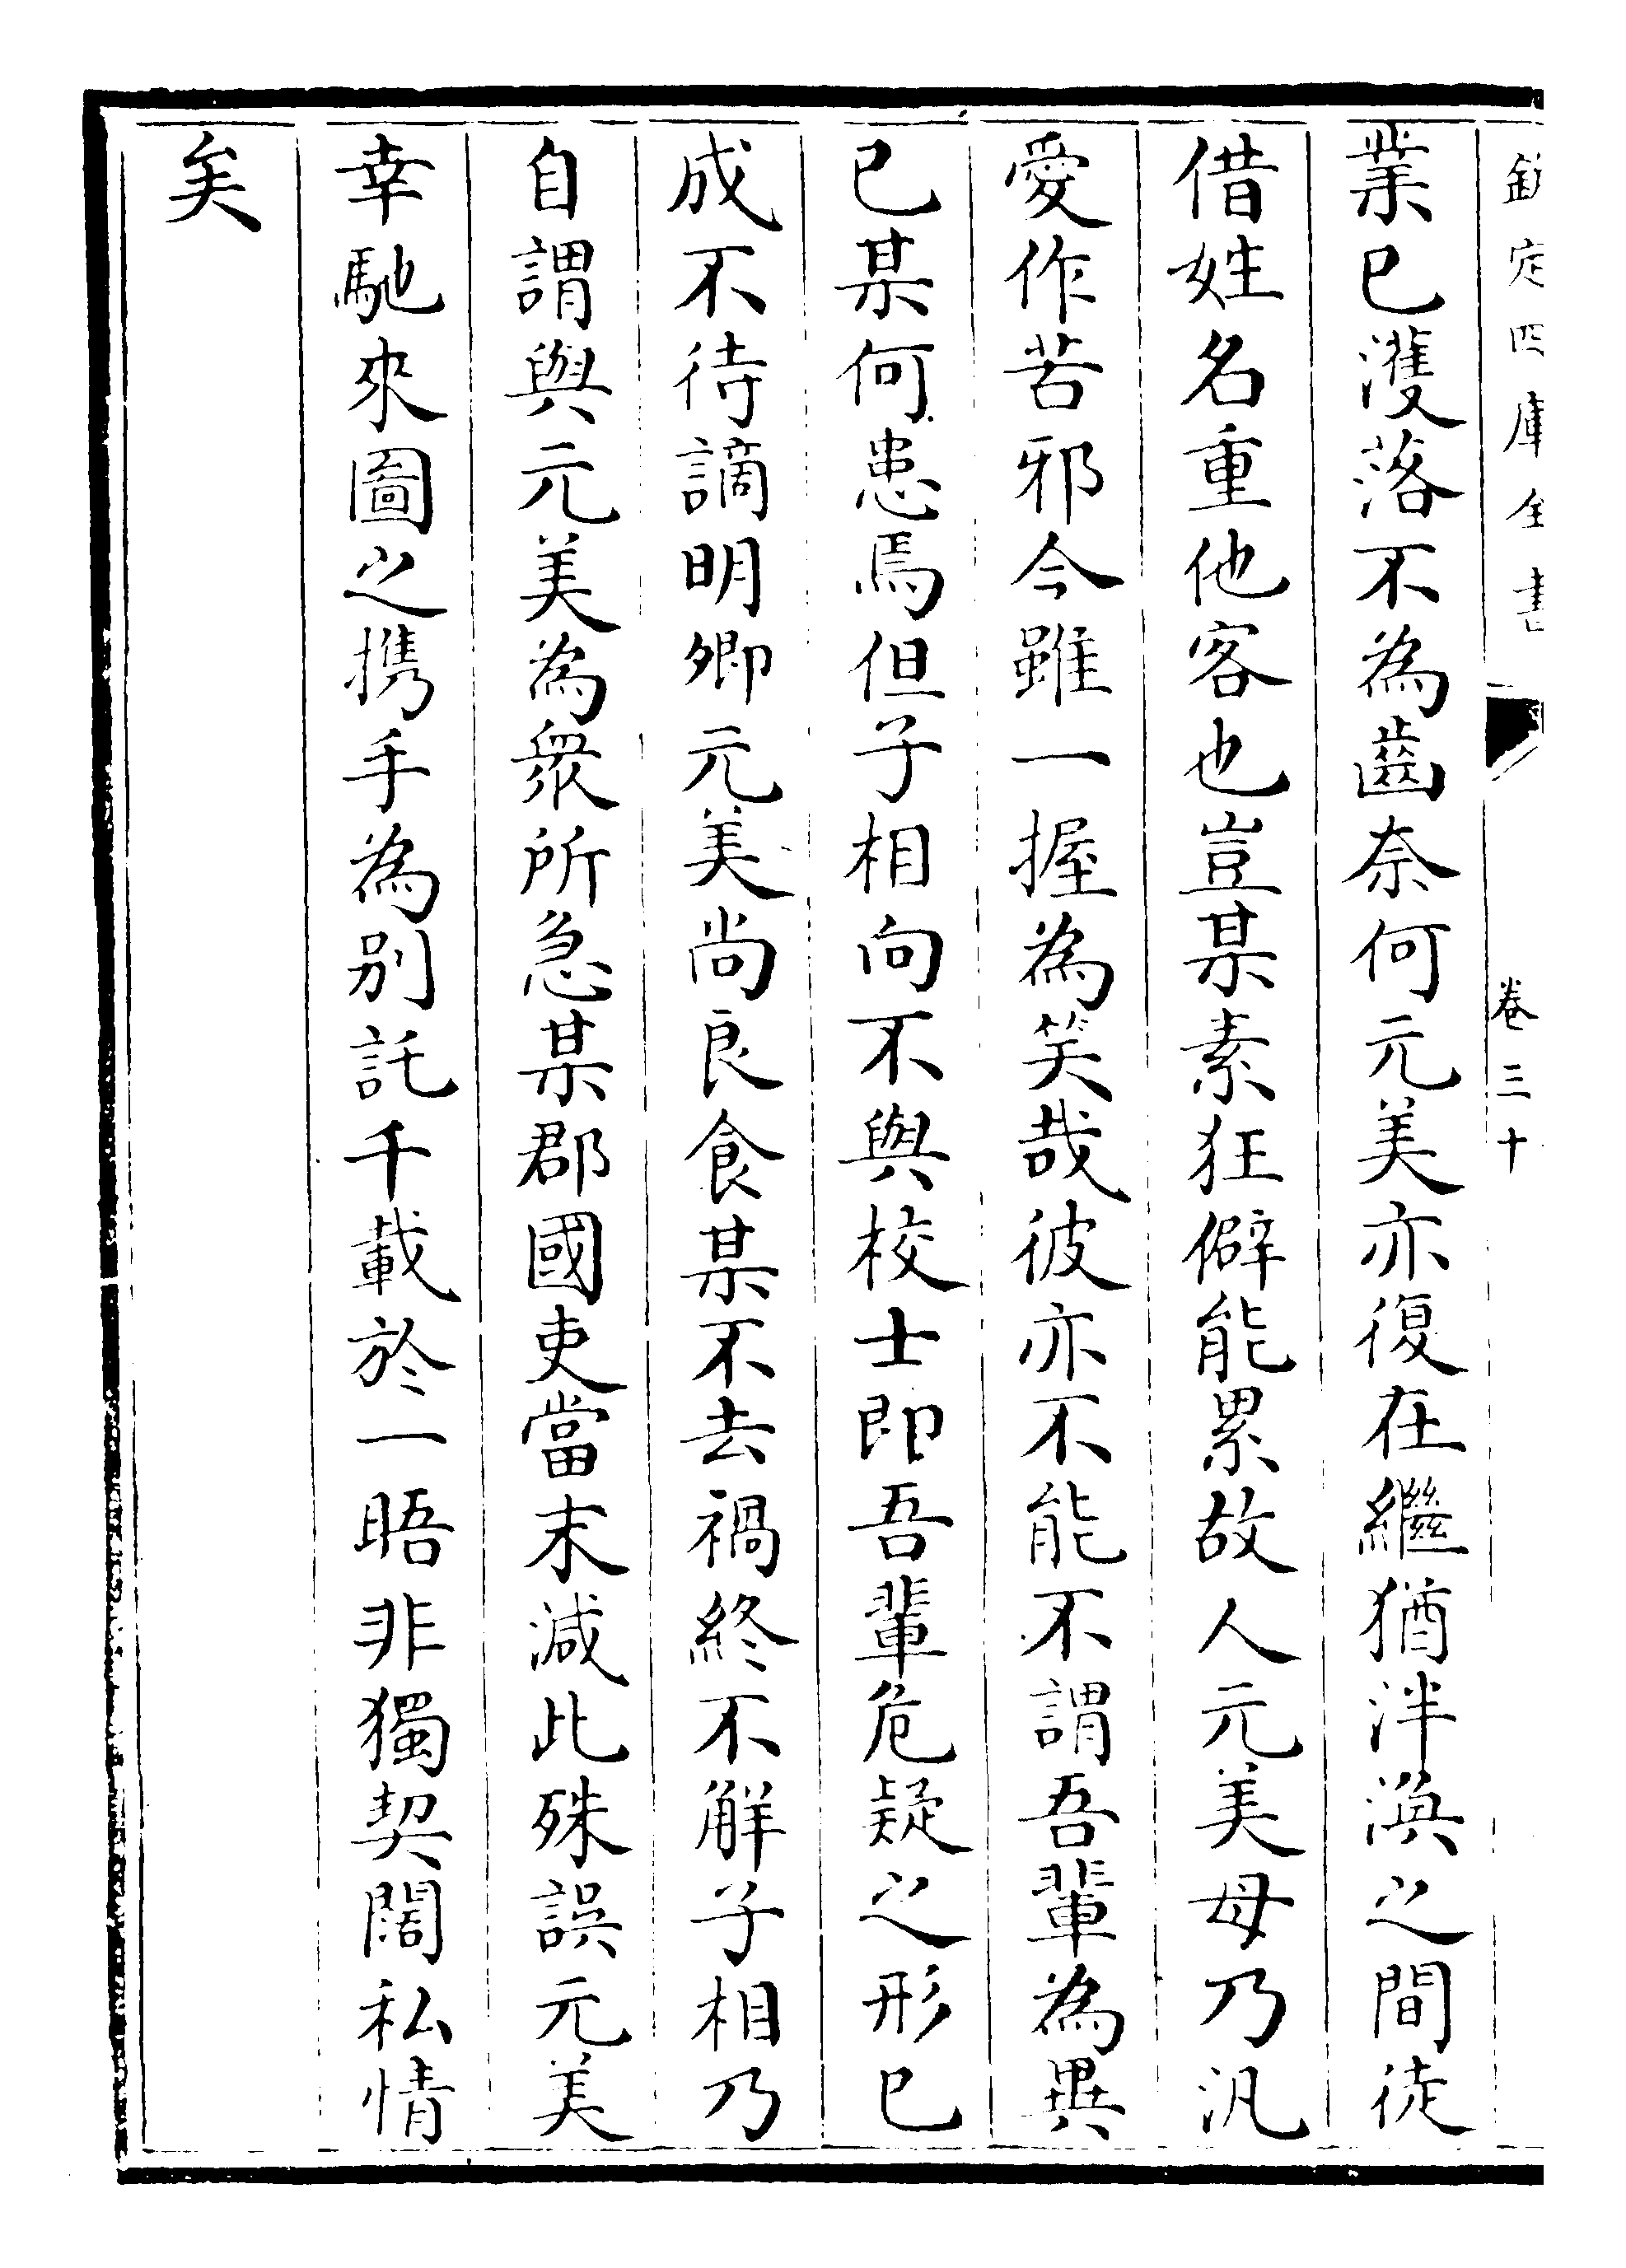 欽定四庫全書
卷三十
業已濩落不為齒奈何元美亦復在繼猶泮渙之間徒
借姓名重他客也豈某素狂僻能累故人元美毋乃汎
愛作苦邪今雖一握為笑哉彼亦不能不謂吾輩為異
已某何患焉但子相向不與校士即吾輩危疑之形已
成不待謫明卿元美尚良食某不去禍終不解子相乃
自謂與元美為衆所急某郡國吏當末減此殊誤元美
幸馳來圖之携手為別託千載於一晤非獨契闊私情
矣